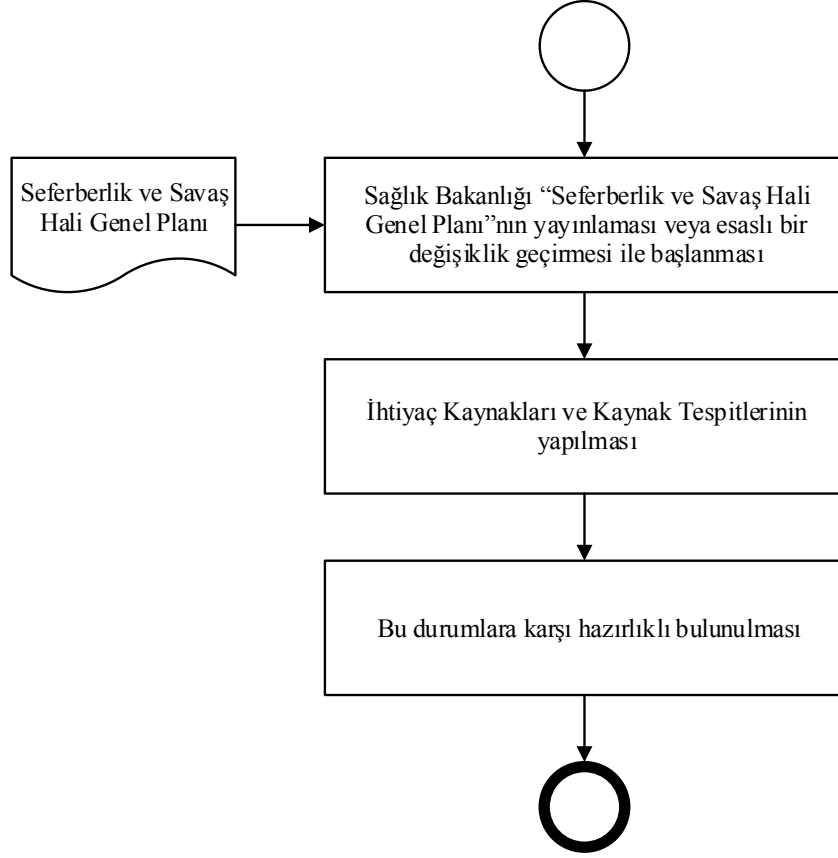 Seferberlik ve Savaş
Hali Genel Planı
Sağlık Bakanlığı “Seferberlik ve Savaş Hali
Genel Planı”nın yayınlaması veya esaslı bir
değişiklik geçirmesi ile başlanması
İhtiyaç Kaynakları ve Kaynak Tespitlerinin
yapılması
Bu durumlara karşı hazırlıklı bulunulması